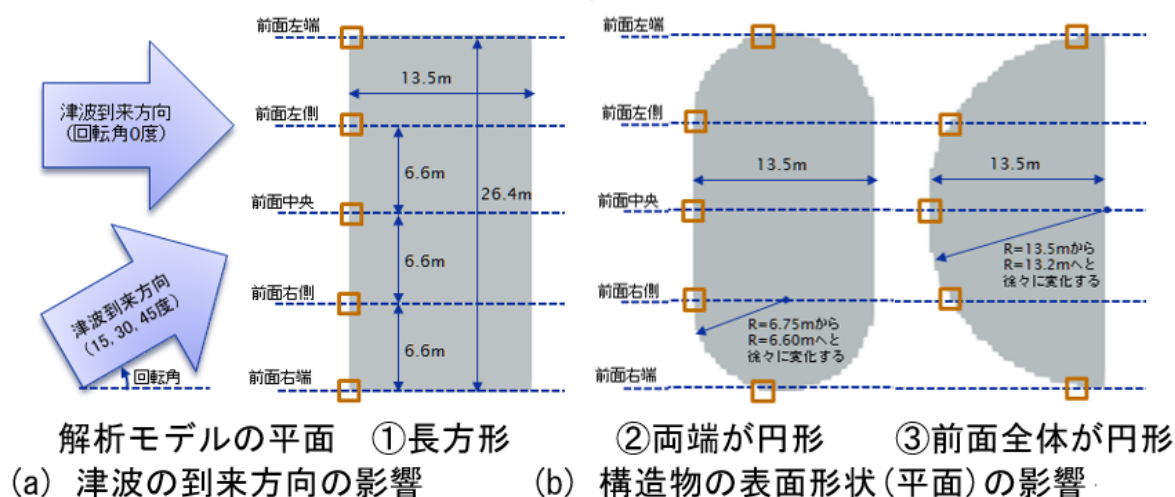 前面左端
13.5m
津波到来方向
(回転角0度)
前面左側
6.6m
26.4m
前面中央
6.6m
津波到来方向
(15, 30, 45度)
前面右側
6.6m
回転角
前面右端
解析モデルの平面 ①長方形
(a) 津波の到来方向の影響
前面左端
前面左側
13.5m
13.5m
前面中央
R=13.5mから
R=13.2mへと
徐々に変化する
前面右側
R=6.75mから
R=6.60mへと
徐々に変化する
前面右端
②両端が円形 ③前面全体が円形
(b) 構造物の表面形状(平面)の影響